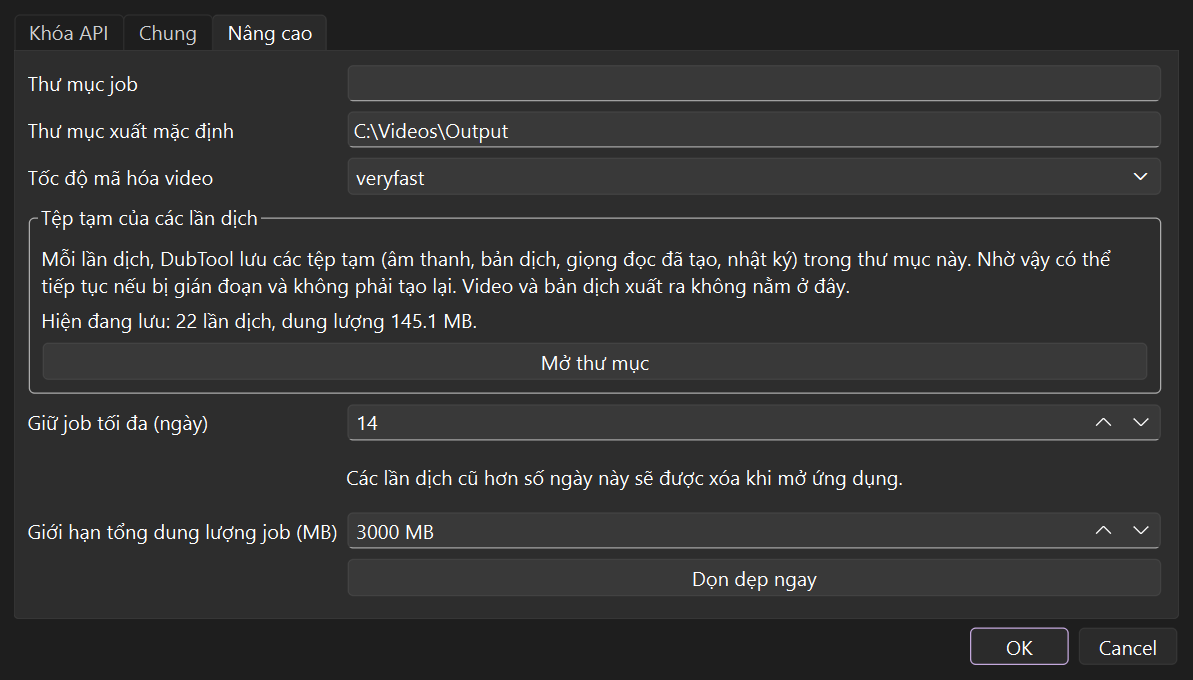 Khóa API
Chung
Nâng cao
Thư mục job
Thư mục xuất mặc định
C:\Videos\Output
Tốc độ mã hóa video
veryfast
Tệp tạm của các lần dịch
Mỗi lần dịch, DubTool lưu các tệp tạm (âm thanh, bản dịch, giọng đọc đã tạo, nhật ký) trong thư mục này. Nhờ vậy có thể
tiếp tục nếu bị gián đoạn và không phải tạo lại. Video và bản dịch xuất ra không nằm ở đây.
Hiện đang lưu: 22 lần dịch, dung lượng 145.1 MB.
Mở thư mục
Giữ job tối đa (ngày)
14
Các lần dịch cũ hơn số ngày này sẽ được xóa khi mở ứng dụng.
Giới hạn tổng dung lượng job (MB)
3000 MB
Dọn dẹp ngay
OK
Cancel